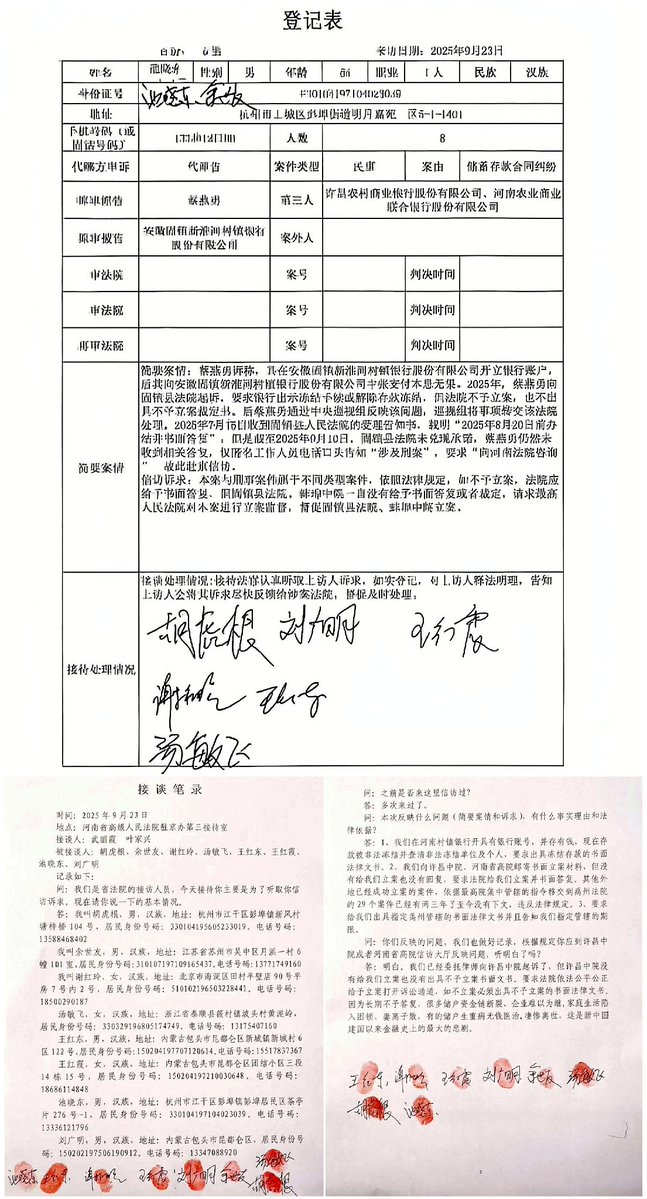 登记表
来访日期：2025年9月23日
姓名 性别 男 年龄 职业 工人 民族 汉族
身份证号
地址 杭州市上城区彭埠街道明月嘉苑 区5-1-1401
手机号码（或固话号码） 人数 8
代理/申诉 代理 案件类型 民事 案由 储蓄存款合同纠纷
原审原告 蔡燕勇 第三人 许昌农村商业银行股份有限公司、河南农业商业联合银行股份有限公司
原审被告 安徽固镇新淮河村镇银行股份有限公司 案外人
审法院 案号 判决时间
审法院 案号 判决时间
再审法院 案号 判决时间
简要案情
简要案情：蔡燕勇诉称，其在安徽固镇新淮河村镇银行股份有限公司开立银行账户，
后其向安徽固镇新淮河村镇银行股份有限公司主张支付本息无果。2025年，蔡燕勇向
固镇县法院起诉，要求银行出示冻结手续或解除存款冻结，但法院不予立案，也不出
具不予立案裁定书。后蔡燕勇通过中央巡视组反映该问题，巡视组将事项转交该法院
处理。2025年7月15日收到固镇县人民法院的受理告知书，载明“2025年8月20日前办
结并书面答复”，但是截至2025年9月10日，固镇县法院未兑现承诺，蔡燕勇仍然未
收到相关答复，仅匿名工作人员电话口头告知“涉及刑案”，要求“向河南法院咨询
”故此赴京信访。
信访诉求：本案与刑事案件属于不同类型案件，依照法律规定，如不予立案，法院应
给予书面答复，但固镇县法院、蚌埠中院一直没有给予书面答复或者裁定，请求最高
人民法院对本案进行立案监督，督促固镇县法院、蚌埠中院立案。
接待处理情况
接谈处理情况：接待法官认真听取上访人诉求，如实登记，对上访人释法明理，告知
上访人会将其诉求尽快反馈给涉案法院，督促及时处理。
胡虎根 刘广明 王红霞
谢红玲 王红东
汤敏飞
接谈笔录
时间：2025年9月23日
地点：河南省高级人民法院驻京办第三接待室
接谈人：武丽霞 叶家兴
被接谈人：胡虎根、余世友、谢红玲、汤敏飞、王红东、王红霞、
池晓东、刘广明
记录如下：
问：我们是省法院的接访人员，今天接待你主要是为了听取你信
访诉求，现在请你说一下的基本情况。
答：我叫胡虎根，男，汉族，地址：杭州市江干区彭埠镇振凤村
塘梓楼104号，居民身份号码：330104195605233019，电话号码：
13588468402
我叫余世友，男，汉族，地址：江苏省苏州市吴中区月浜一村6
幢101室，居民身份号码:310107197109165437,电话号码:13771749160
我谢红玲，女，汉族，地址：北京市海淀区田村半壁店90号平
房7号内2号，居民身份号码：510102196503228441，电话号码：
18500290187
汤敏飞，女，汉族，地址：浙江省泰顺县筱村镇坡头村黄泥岭，
居民身份号码：330329196805174749，电话号码：13175407160
王红东，男，汉族，地址：内蒙古包头市昆都仑区新城镇新城村6
区122号,居民身份号码:150204197707120614,电话号码:15517837367
王红霞，女，汉族，地址：内蒙古包头市昆都仑区团结小区三段
14栋15号，居民身份号码：150204197210030648，电话号码：
18686114848
池晓东，男，汉族，地址：杭州市江干区彭埠镇彭埠居民区茶亭
片276号-1，居民身份号码：330104197104023039，电话号码：
13336121796
刘广明，男，汉族，地址：内蒙古包头市昆都仑区，居民身份号
码：150202197506190912，电话号码：13347088920
池晓东 王红东 谢红玲 王红霞 刘广明 余世友 汤敏飞
胡虎根
问：之前是否来这里信访过？
答：多次来过了。
问：本次反映什么问题（简要案情和诉求），有什么事实理由和法
律依据？
答：1、我们在河南村镇银行开具有银行账号，并存有钱，现在存
款被非法冻结并查清非法冻结单位及个人，要求出具冻结存款的书面
法律文书。2、我们向许昌中院，河南省高院邮寄书面立案材料，但没
有给我们立案也没有回复，要求法院给我们立案并书面答复。其他外
地已经成功立案的案件，依据最高院集中管辖的指令移交到禹州法院
的29个案件已经有两三年了至今没有下文，违反法律规定。3、要求
给我们出具指定禹州管辖的书面法律文书并且告知我们指定管辖的期
限。
问：你们反映的问题，我们也做好记录，根据规定你应到许昌中
院或者河南省高院信访大厅反映问题，听明白了吗？
答：明白。我们已经委托律师向许昌中院起诉了，但许昌中院没
有给我们立案也没有出具不予立案书面文书。要求法院依法公平公正
给予立案打开诉讼通道，如不立案必须出具不予立案的书面法律文书。
因为长期不予答复，很多储户资金链断裂、企业难以为继，家庭生活陷
入困顿、妻离子散，有的储户生重病无钱医治,凄惨离世，这是新中国
建国以来金融史上的最大的悲剧。
王红东 谢红玲 王红霞 刘广明 余世友 汤敏飞
胡虎根 池晓东